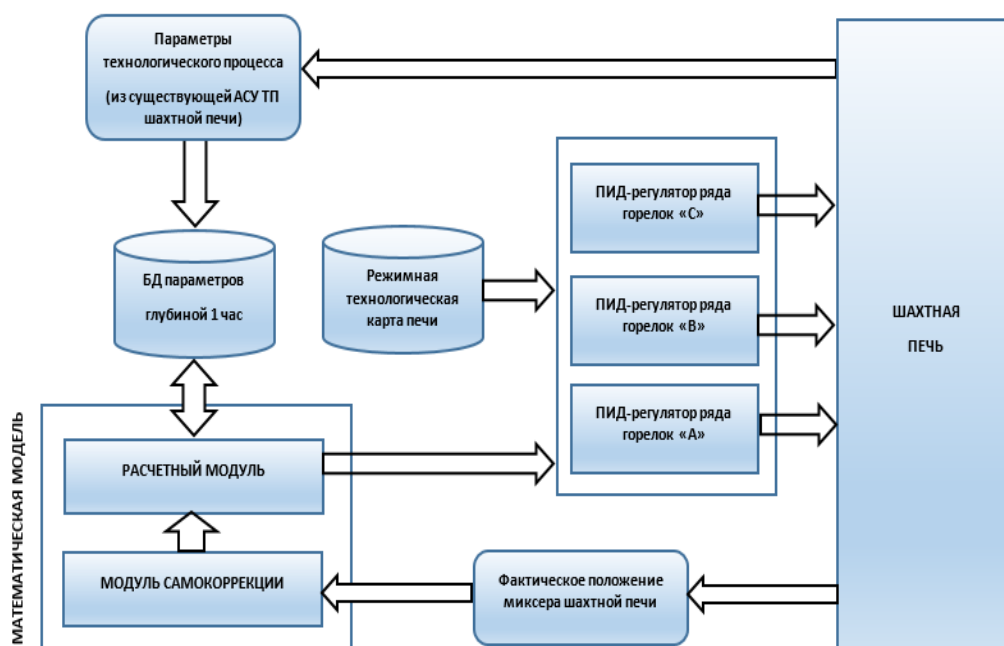 Параметры
технологического процесса
(из существующей АСУ ТП
шахтной печи)
ПИД-регулятор ряда
горелок «С»
БД параметров
глубиной 1 час
Режимная
технологическая
карта печи
ПИД-регулятор ряда
горелок «В»
ШАХТНАЯ
ПЕЧЬ
ПИД-регулятор ряда
горелок «А»
МАТЕМАТИЧЕСКАЯ МОДЕЛЬ
РАСЧЕТНЫЙ МОДУЛЬ
МОДУЛЬ САМОКОРРЕКЦИИ
Фактическое положение
миксера шахтной печи